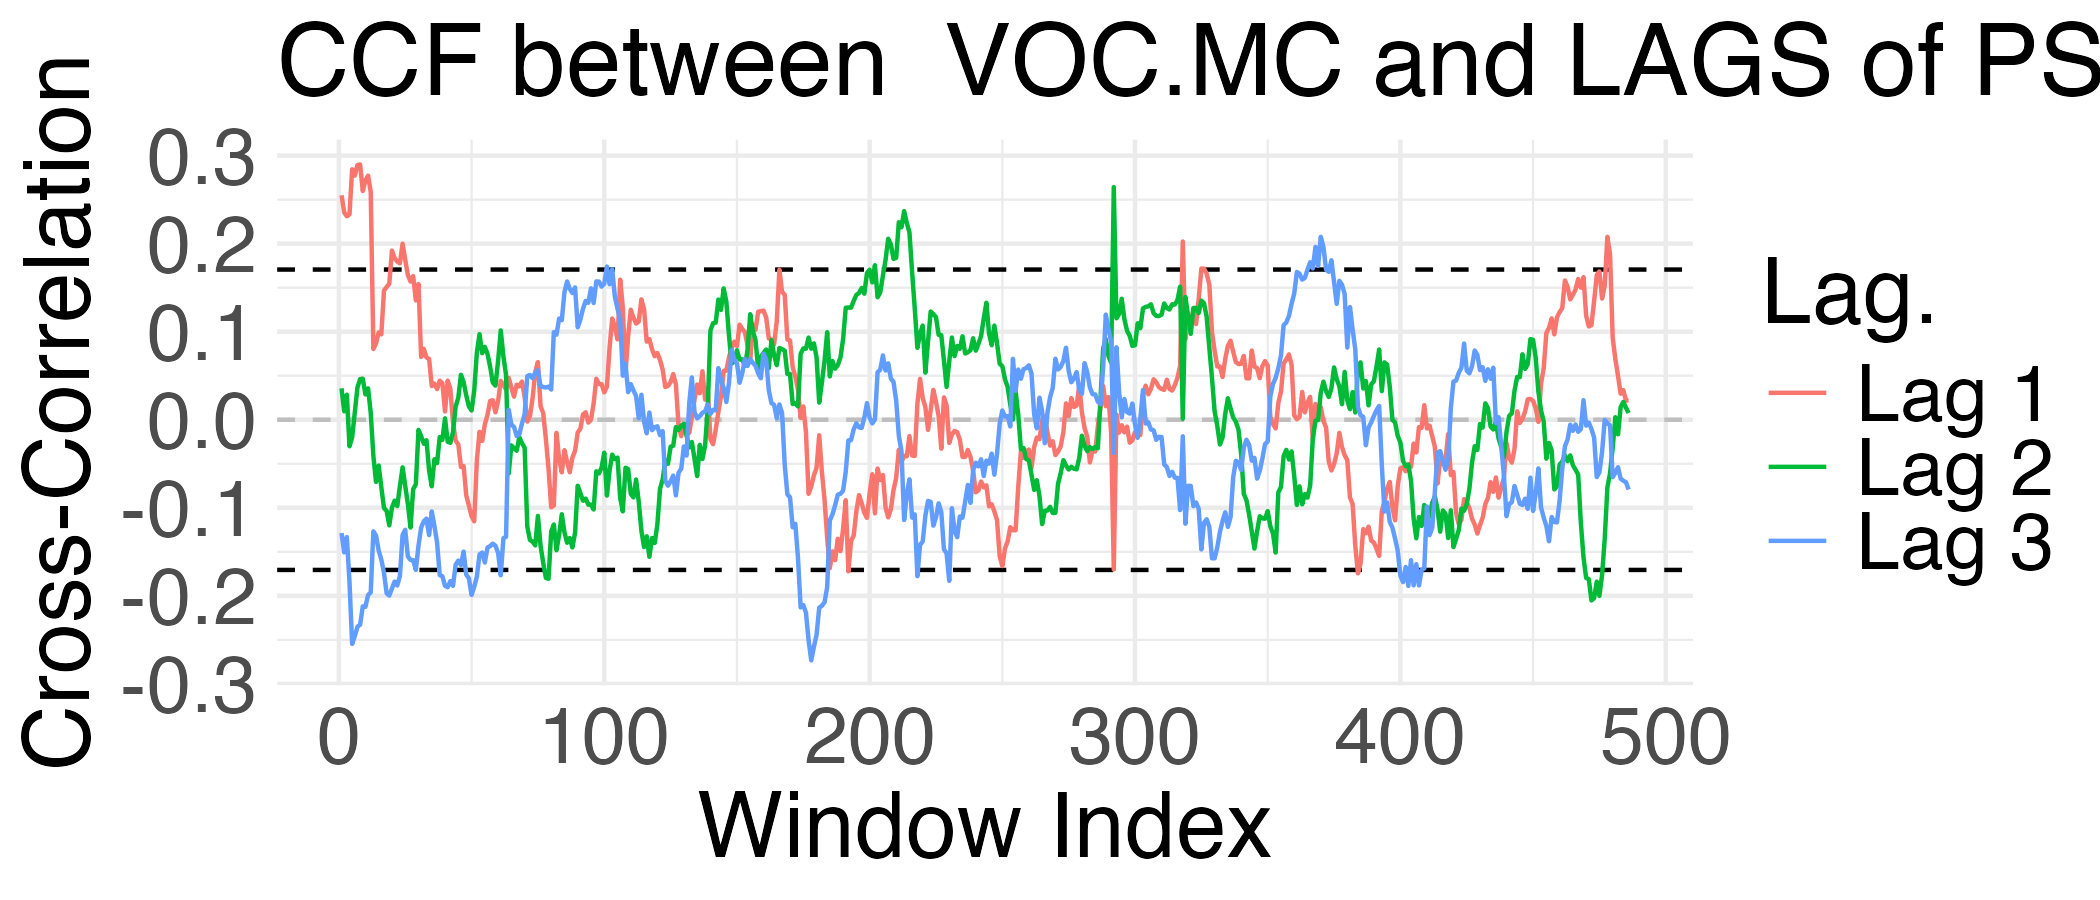 CCF between  VOC.MC and LAGS of PS
Cross-Correlation
0.3
0.2
0.1
0.0
-0.1
-0.2
-0.3
0 100 200 300 400 500
Window Index
Lag.
Lag 1
Lag 2
Lag 3